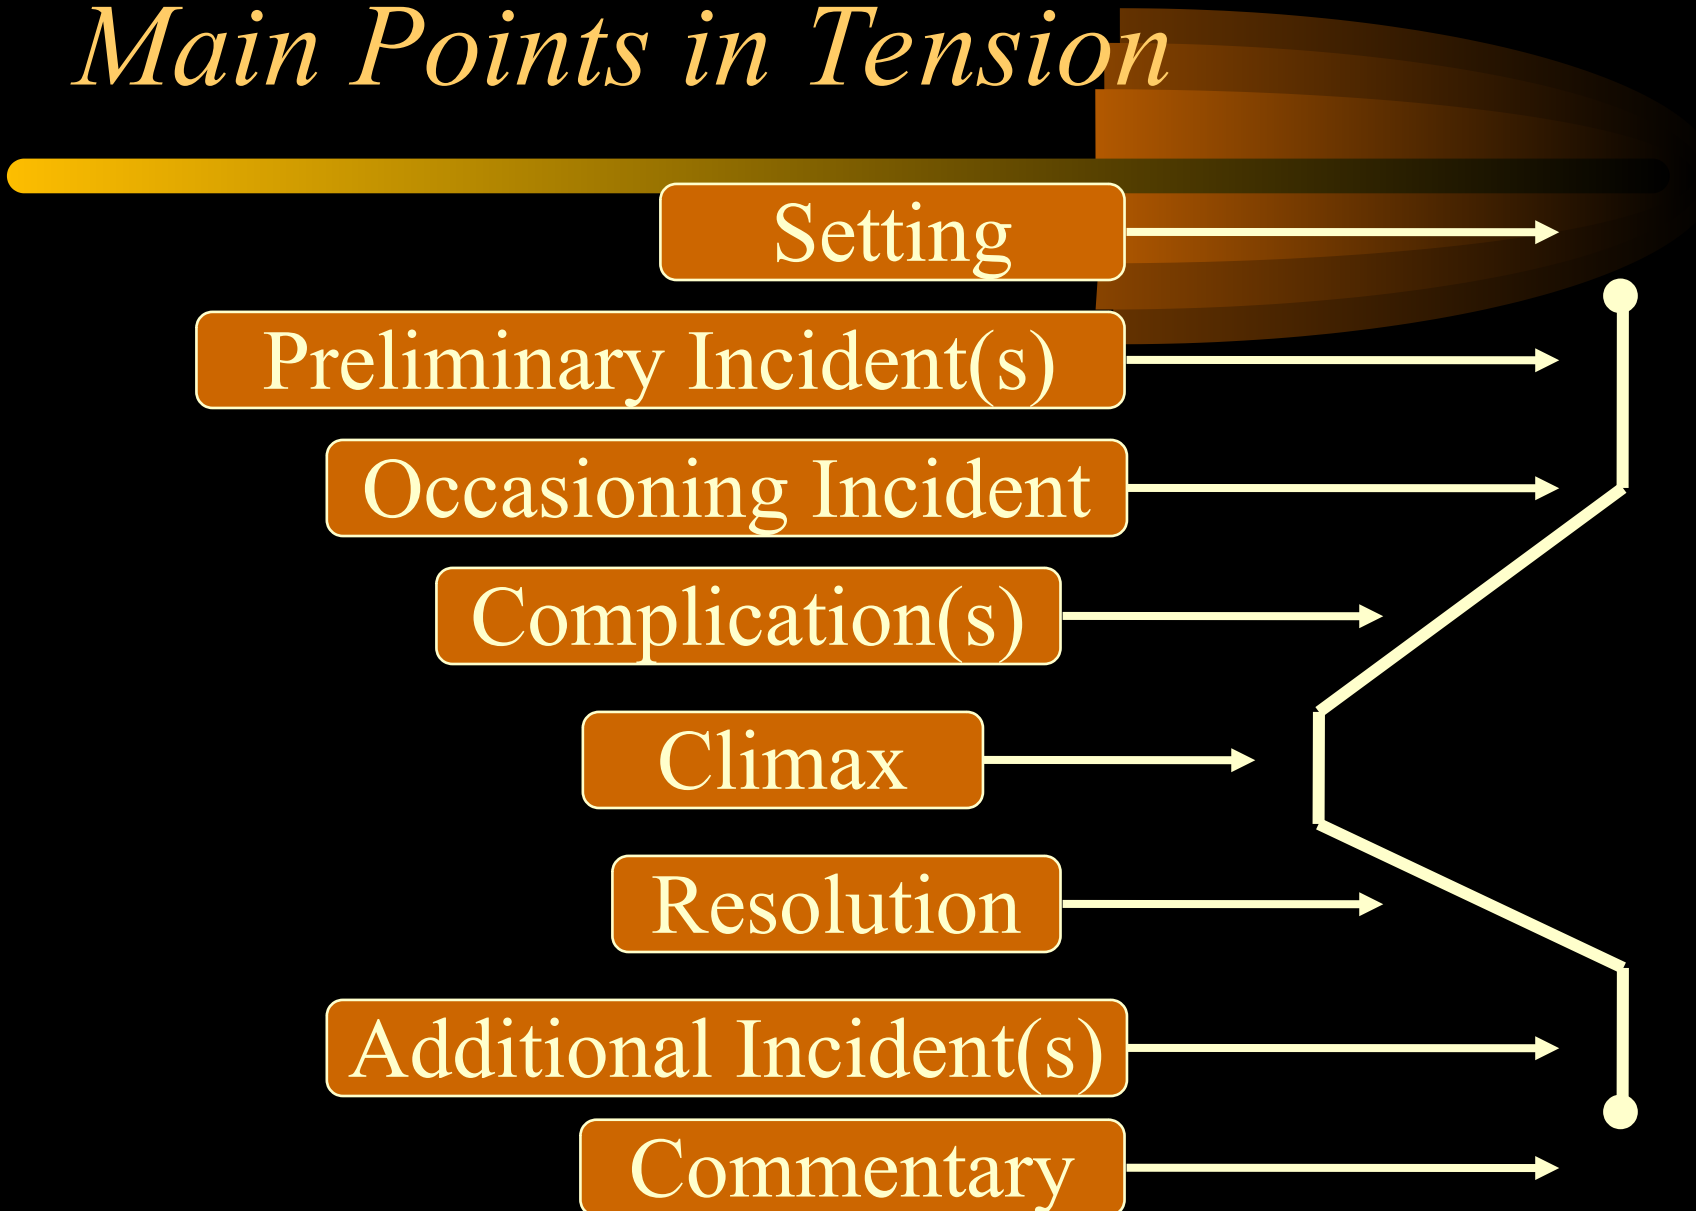 Main Points in Tension
Setting
Preliminary Incident(s)
Occasioning Incident
Complication(s)
Climax
Resolution
Additional Incident(s)
Commentary